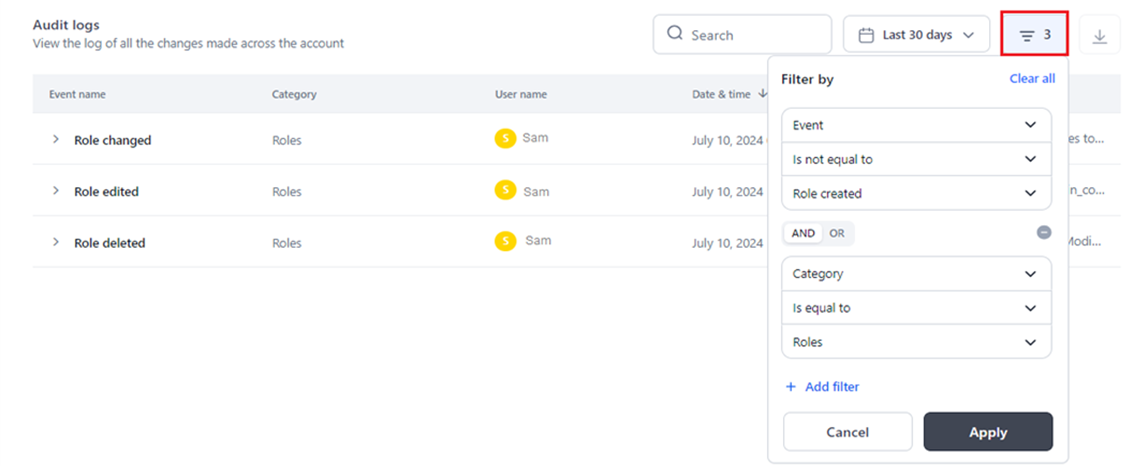 Audit logs
View the log of all the changes made across the account
Search
Last 30 days
3
Filter by
Clear all
Event name
Category
User name
Date & time
Event
Is not equal to
Role created
Role changed
Roles
S
Sam
July 10, 2024
es to...
Role edited
Roles
S
Sam
July 10, 2024
n_co...
AND
OR
Role deleted
Roles
S
Sam
July 10, 2024
Modi...
Category
Is equal to
Roles
+ Add filter
Cancel
Apply